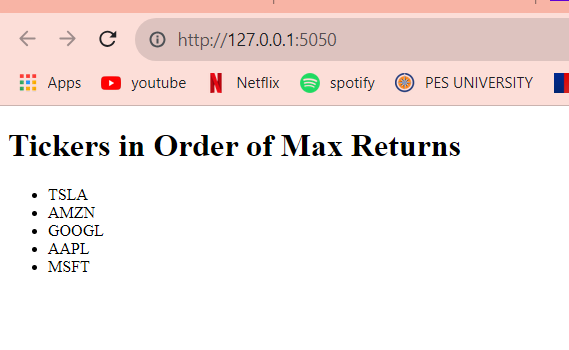 http://127.0.0.1:5050
Apps youtube Netflix spotify PES UNIVERSITY
Tickers in Order of Max Returns
TSLA
AMZN
GOOGL
AAPL
MSFT